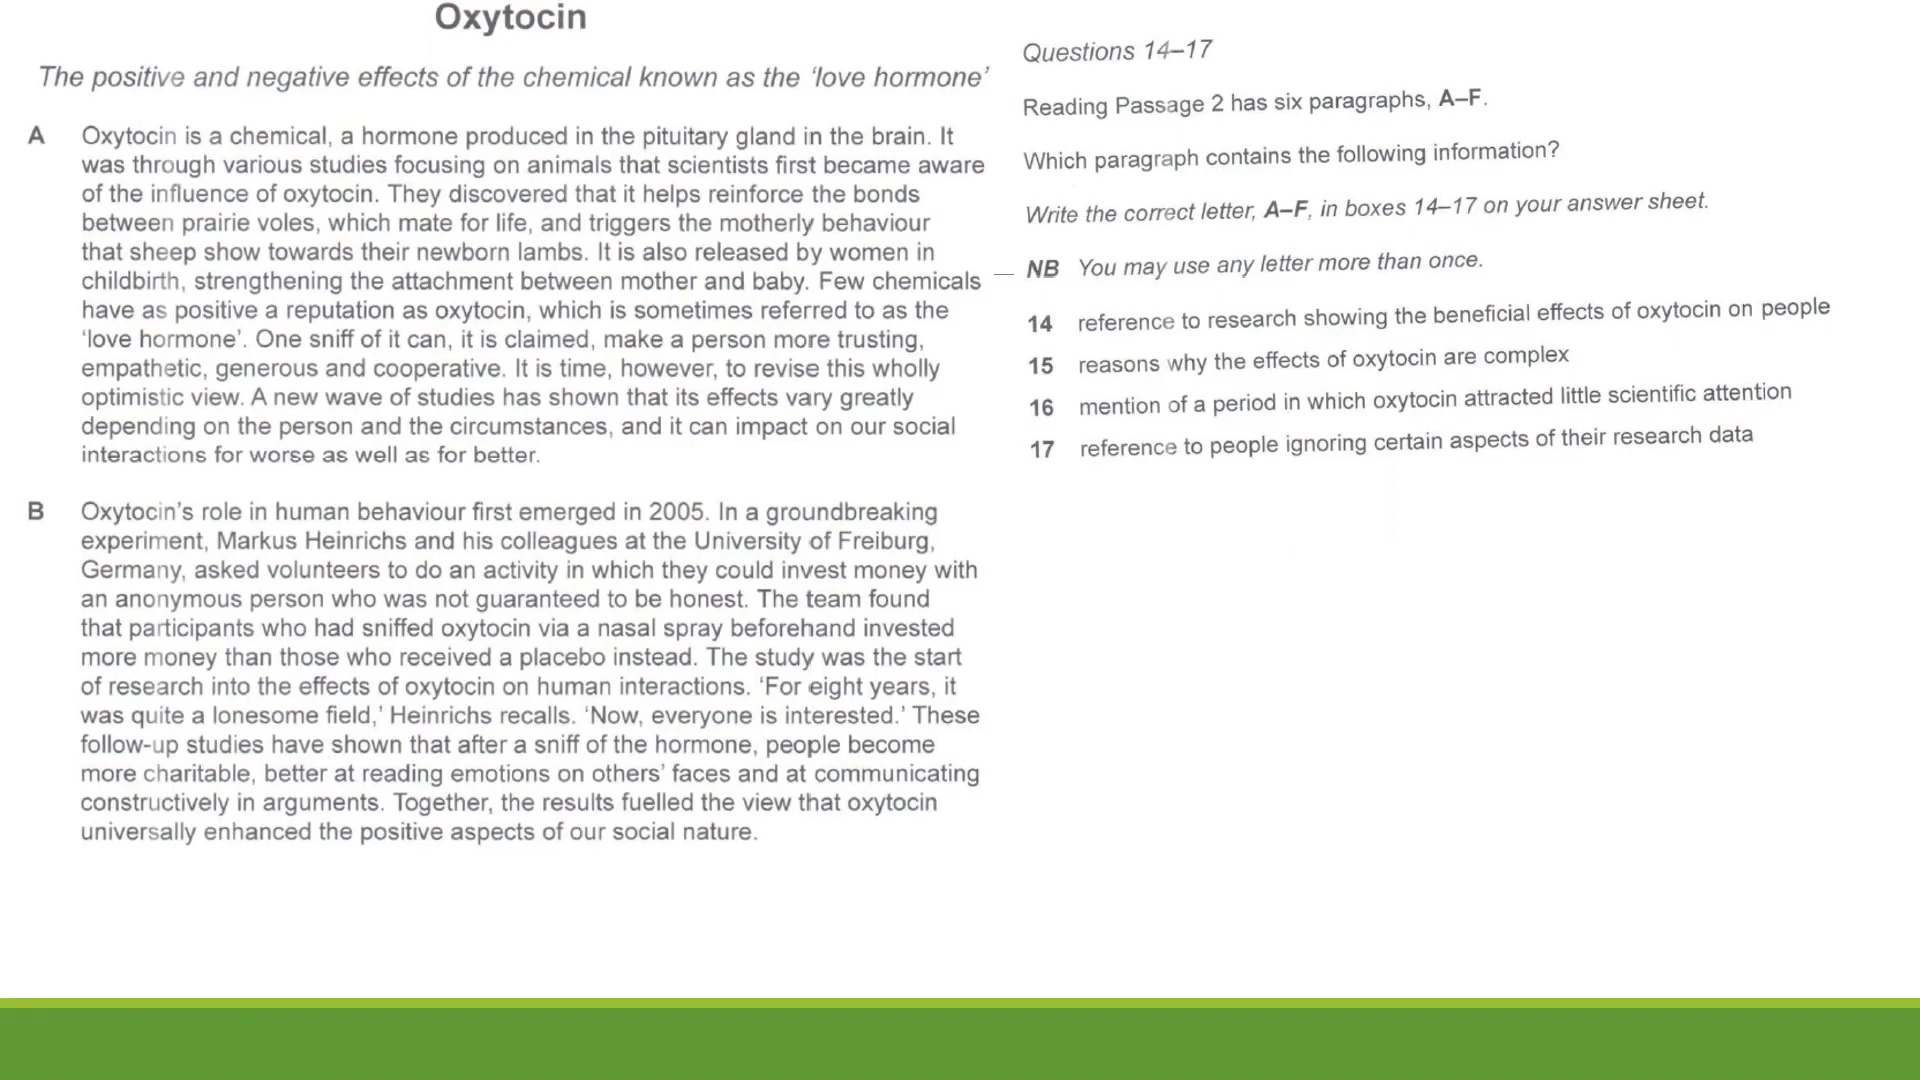 Oxytocin
The positive and negative effects of the chemical known as the ‘love hormone’
A Oxytocin is a chemical, a hormone produced in the pituitary gland in the brain. It
was through various studies focusing on animals that scientists first became aware
of the influence of oxytocin. They discovered that it helps reinforce the bonds
between prairie voles, which mate for life, and triggers the motherly behaviour
that sheep show towards their newborn lambs. It is also released by women in
childbirth, strengthening the attachment between mother and baby. Few chemicals
have as positive a reputation as oxytocin, which is sometimes referred to as the
‘love hormone’. One sniff of it can, it is claimed, make a person more trusting,
empathetic, generous and cooperative. It is time, however, to revise this wholly
optimistic view. A new wave of studies has shown that its effects vary greatly
depending on the person and the circumstances, and it can impact on our social
interactions for worse as well as for better.
B Oxytocin’s role in human behaviour first emerged in 2005. In a groundbreaking
experiment, Markus Heinrichs and his colleagues at the University of Freiburg,
Germany, asked volunteers to do an activity in which they could invest money with
an anonymous person who was not guaranteed to be honest. The team found
that participants who had sniffed oxytocin via a nasal spray beforehand invested
more money than those who received a placebo instead. The study was the start
of research into the effects of oxytocin on human interactions. ‘For eight years, it
was quite a lonesome field,’ Heinrichs recalls. ‘Now, everyone is interested.’ These
follow-up studies have shown that after a sniff of the hormone, people become
more charitable, better at reading emotions on others’ faces and at communicating
constructively in arguments. Together, the results fuelled the view that oxytocin
universally enhanced the positive aspects of our social nature.
Questions 14–17
Reading Passage 2 has six paragraphs, A–F.
Which paragraph contains the following information?
Write the correct letter, A–F, in boxes 14–17 on your answer sheet.
NB You may use any letter more than once.
14 reference to research showing the beneficial effects of oxytocin on people
15 reasons why the effects of oxytocin are complex
16 mention of a period in which oxytocin attracted little scientific attention
17 reference to people ignoring certain aspects of their research data